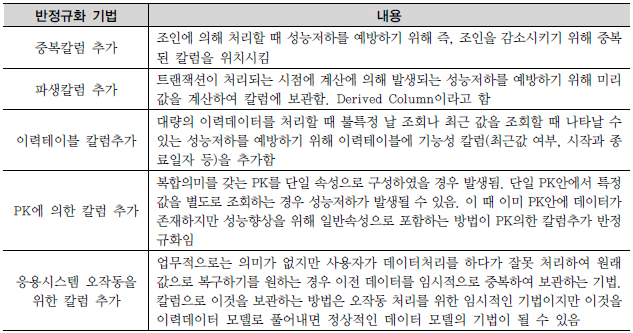 반정규화 기법
내용
중복칼럼 추가
조인에 의해 처리할 때 성능저하를 예방하기 위해 즉, 조인을 감소시키기 위해 중복
된 칼럼을 위치시킴
파생칼럼 추가
트랜잭션이 처리되는 시점에 계산에 의해 발생되는 성능저하를 예방하기 위해 미리
값을 계산하여 칼럼에 보관함. Derived Column이라고 함
이력테이블 칼럼추가
대량의 이력데이터를 처리할 때 불특정 날 조회나 최근 값을 조회할 때 나타날 수
있는 성능저하를 예방하기 위해 이력테이블에 기능성 칼럼(최근값 여부, 시작과 종
료일자 등)을 추가함
PK에 의한 칼럼 추가
복합의미를 갖는 PK를 단일 속성으로 구성하였을 경우 발생됨. 단일 PK안에서 특정
값을 별도로 조회하는 경우 성능저하가 발생될 수 있음. 이 때 이미 PK안에 데이터가
존재하지만 성능향상을 위해 일반속성으로 포함하는 방법이 PK의한 칼럼추가 반정
규화임
응용시스템 오작동을
위한 칼럼 추가
업무적으로는 의미가 없지만 사용자가 데이터처리를 하다가 잘못 처리하여 원래
값으로 복구하기를 원하는 경우 이전 데이터를 임시적으로 중복하여 보관하는 기법.
칼럼으로 이것을 보관하는 방법은 오작동 처리를 위한 임시적인 기법이지만 이것을
이력데이터 모델로 풀어내면 정상적인 데이터 모델의 기법이 될 수 있음